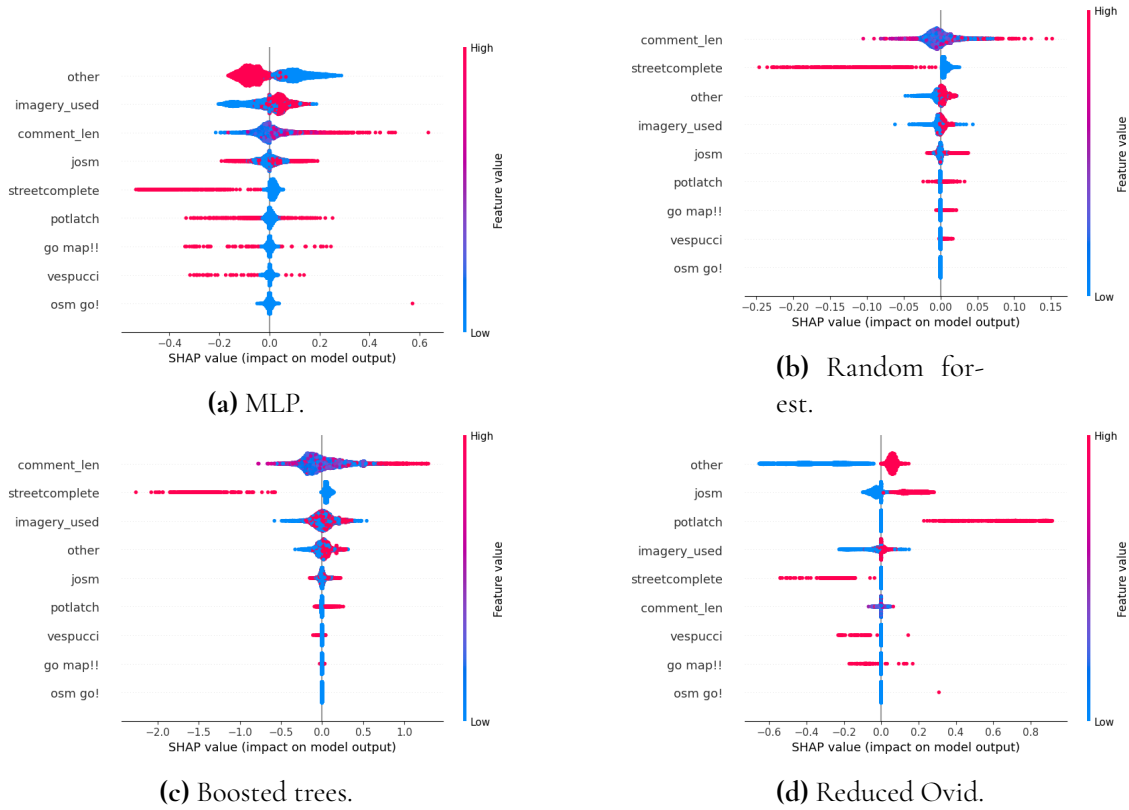 High
other
imagery_used
comment_len
josm
streetcomplete
potlatch
go map!!
vespucci
osm go!
Feature value
Low
−0.4 −0.2 0.0 0.2 0.4 0.6
SHAP value (impact on model output)
(a) MLP.
High
comment_len
streetcomplete
other
imagery_used
josm
potlatch
go map!!
vespucci
osm go!
Feature value
Low
−0.25 −0.20 −0.15 −0.10 −0.05 0.00 0.05 0.10 0.15
SHAP value (impact on model output)
(b) Random for-
est.
High
comment_len
streetcomplete
imagery_used
other
josm
potlatch
vespucci
go map!!
osm go!
Feature value
Low
−2.0 −1.5 −1.0 −0.5 0.0 0.5 1.0
SHAP value (impact on model output)
(c) Boosted trees.
High
other
josm
potlatch
imagery_used
streetcomplete
comment_len
vespucci
go map!!
osm go!
Feature value
Low
−0.6 −0.4 −0.2 0.0 0.2 0.4 0.6 0.8
SHAP value (impact on model output)
(d) Reduced Ovid.